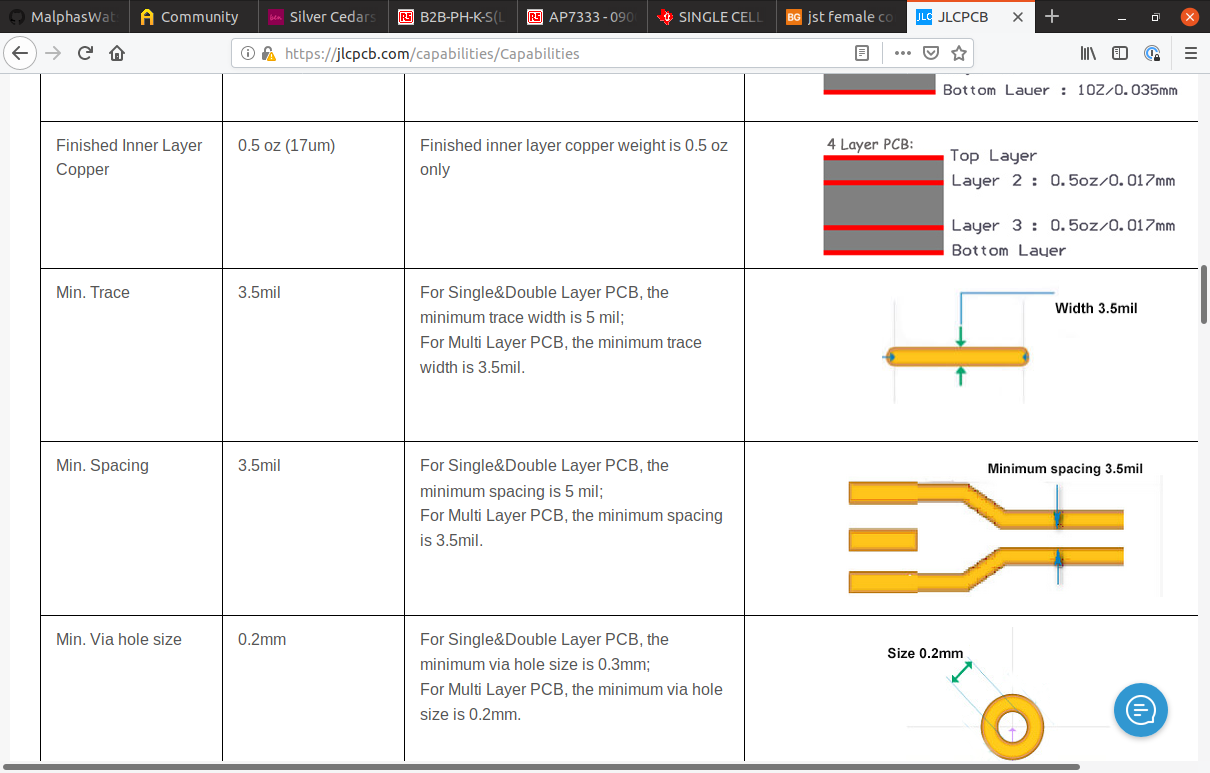 MalphasWat
Community
Silver Cedars
B2B-PH-K-S(L
AP7333 - 090
SINGLE CELL
jst female co
JLCPCB
https://jlcpcb.com/capabilities/Capabilities
Bottom Layer : 1OZ/0.035mm
Finished Inner Layer
Copper
0.5 oz (17um)
Finished inner layer copper weight is 0.5 oz
only
4 Layer PCB:
Top Layer
Layer 2 : 0.5oz/0.017mm
Layer 3 : 0.5oz/0.017mm
Bottom Layer
Min. Trace
3.5mil
For Single&Double Layer PCB, the
minimum trace width is 5 mil;
For Multi Layer PCB, the minimum trace
width is 3.5mil.
Width 3.5mil
Min. Spacing
3.5mil
For Single&Double Layer PCB, the
minimum spacing is 5 mil;
For Multi Layer PCB, the minimum spacing
is 3.5mil.
Minimum spacing 3.5mil
Min. Via hole size
0.2mm
For Single&Double Layer PCB, the
minimum via hole size is 0.3mm;
For Multi Layer PCB, the minimum via hole
size is 0.2mm.
Size 0.2mm